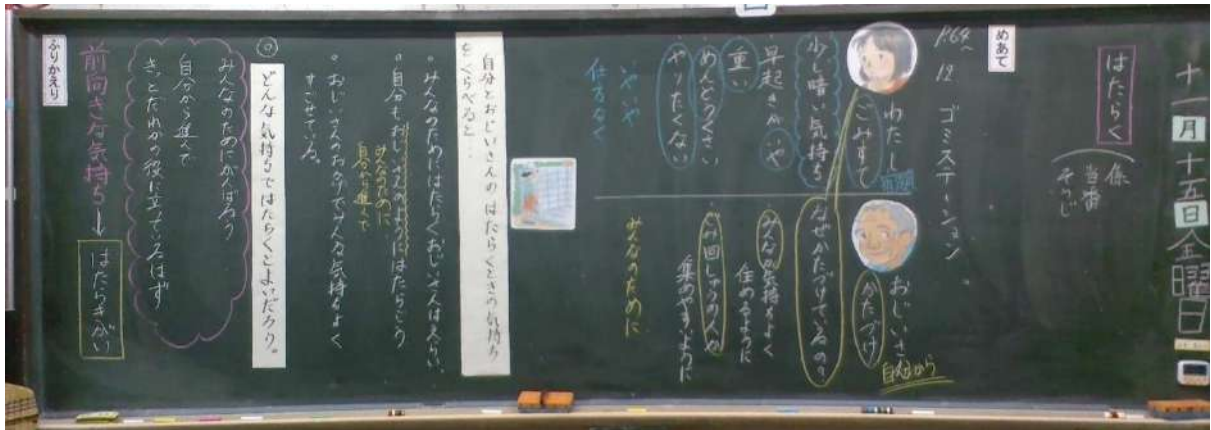 十一月十五日金曜日
はたらく
係
当番
そうじ
めあて
P.64〜
12 ゴミステーション
わたし
ごみすて
少し暗い気持ち
・早起きがいや
・重い
・めんどうくさい
・やりたくない
いやいや
仕方なく
おじいさん
かたづけ
自分から
なぜかたづけているの?
・みんなが気持ちよく
住めるように
・ごみ回しゅうの人が
集めやすいように
みんなのために
自分とおじいさんのはたらくときの気持ち
をくらべると…
・みんなのためにはたらくおじいさんはえらい。
・自分もおじいさんのようにはたらこう
みんなのために
自分から進んで
・おじいさんのおかげでみんな気持ちよく
すごせている。
◎
どんな気持ちではたらくとよいだろう。
みんなのためにがんばろう
自分から進んで
きっとだれかの役に立っているはず
前向きな気持ち→はたらきがい
ふりかえり